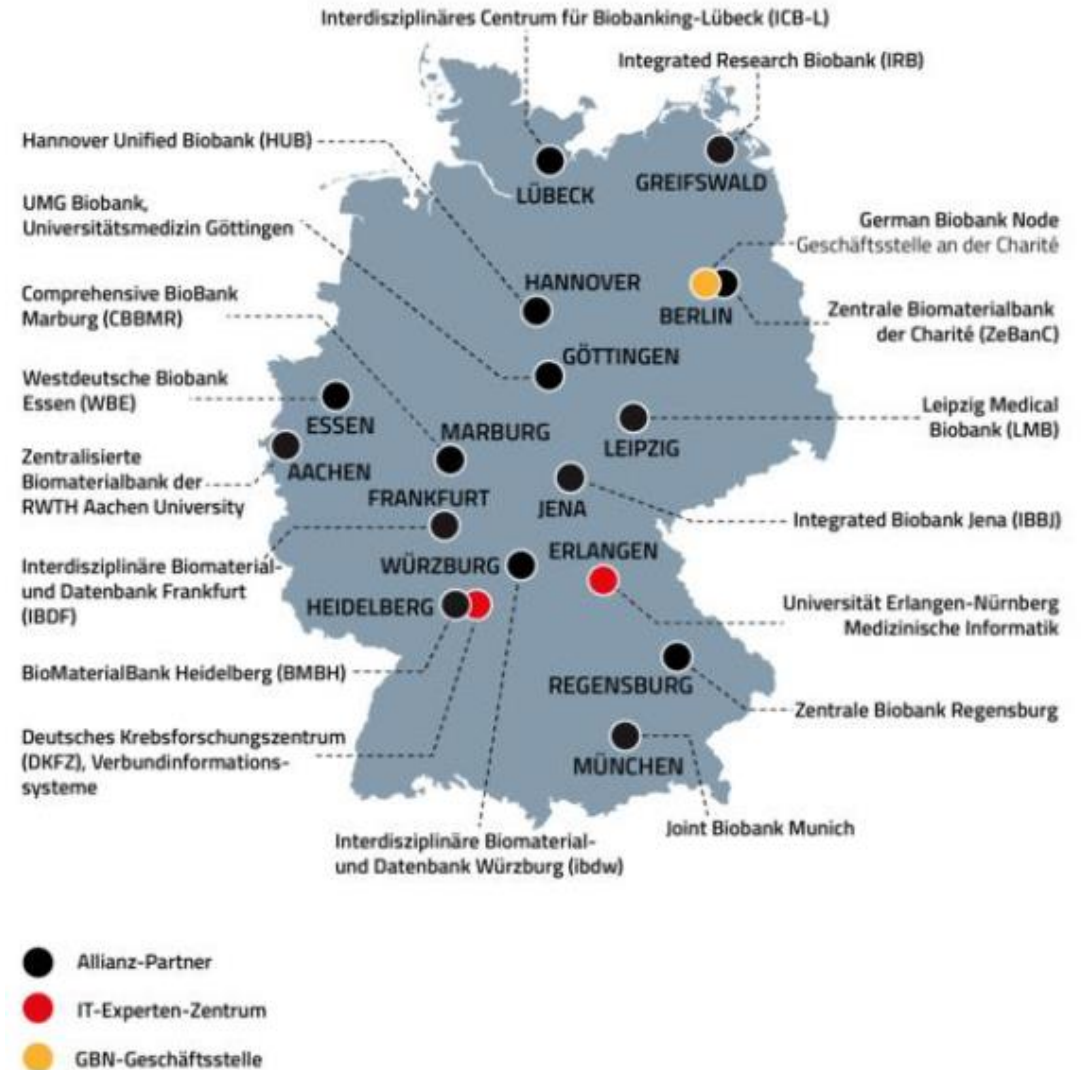 Interdisziplinäres Centrum für Biobanking-Lübeck (ICB-L)
Integrated Research Biobank (IRB)
Hannover Unified Biobank (HUB)
LÜBECK
GREIFSWALD
UMG Biobank,
Universitätsmedizin Göttingen
German Biobank Node
Geschäftsstelle an der Charité
HANNOVER
BERLIN
Comprehensive BioBank
Marburg (CBBMR)
Zentrale Biomaterialbank
der Charité (ZeBanC)
GÖTTINGEN
Westdeutsche Biobank
Essen (WBE)
ESSEN
MARBURG
LEIPZIG
Leipzig Medical
Biobank (LMB)
Zentralisierte
Biomaterialbank der
RWTH Aachen University
AACHEN
FRANKFURT
JENA
Integrated Biobank Jena (IBBJ)
Interdisziplinäre Biomaterial-
und Datenbank Frankfurt
(IBDF)
WÜRZBURG
ERLANGEN
HEIDELBERG
Universität Erlangen-Nürnberg
Medizinische Informatik
BioMaterialBank Heidelberg (BMBH)
REGENSBURG
Zentrale Biobank Regensburg
Deutsches Krebsforschungszentrum
(DKFZ), Verbundinformations-
systeme
MÜNCHEN
Joint Biobank Munich
Interdisziplinäre Biomaterial-
und Datenbank Würzburg (ibdw)
Allianz-Partner
IT-Experten-Zentrum
GBN-Geschäftsstelle